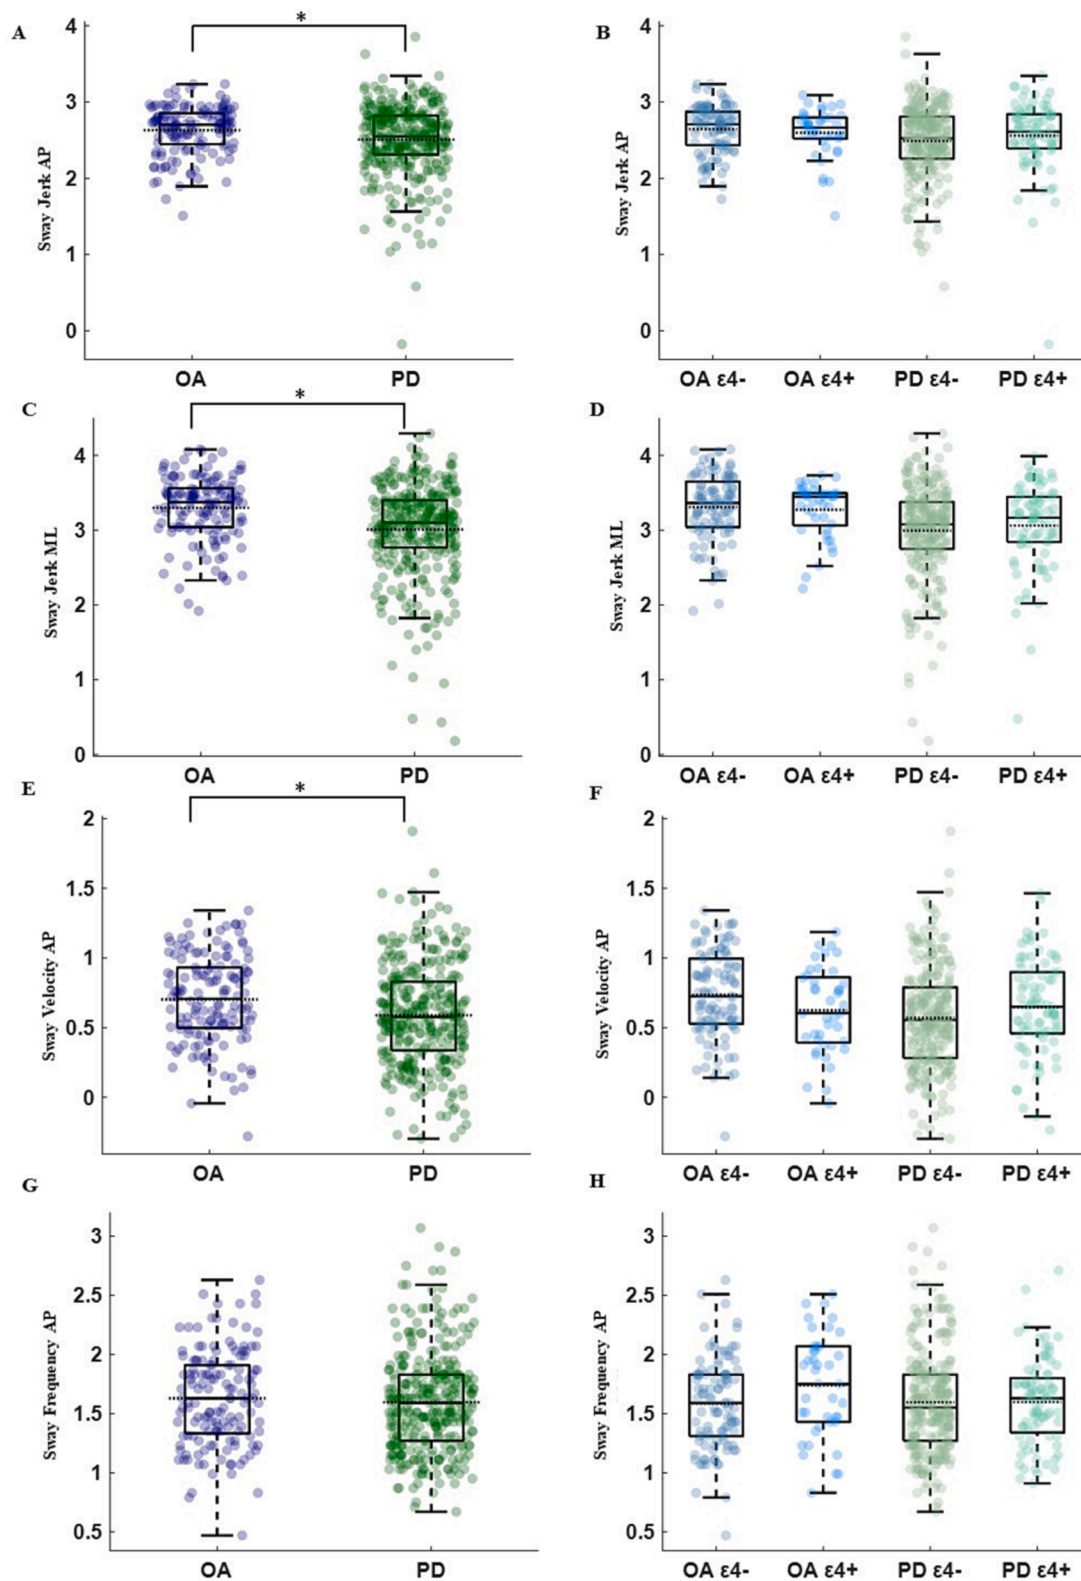 A
*
4
3
2
1
0
Sway Jerk AP
OA
PD
B
4
3
2
1
0
Sway Jerk AP
OA ε4-
OA ε4+
PD ε4-
PD ε4+
C
*
4
3
2
1
0
Sway Jerk ML
OA
PD
D
4
3
2
1
0
Sway Jerk ML
OA ε4-
OA ε4+
PD ε4-
PD ε4+
E
*
2
1.5
1
0.5
0
Sway Velocity AP
OA
PD
F
2
1.5
1
0.5
0
Sway Velocity AP
OA ε4-
OA ε4+
PD ε4-
PD ε4+
G
3
2.5
2
1.5
1
0.5
Sway Frequency AP
OA
PD
H
3
2.5
2
1.5
1
0.5
Sway Frequency AP
OA ε4-
OA ε4+
PD ε4-
PD ε4+